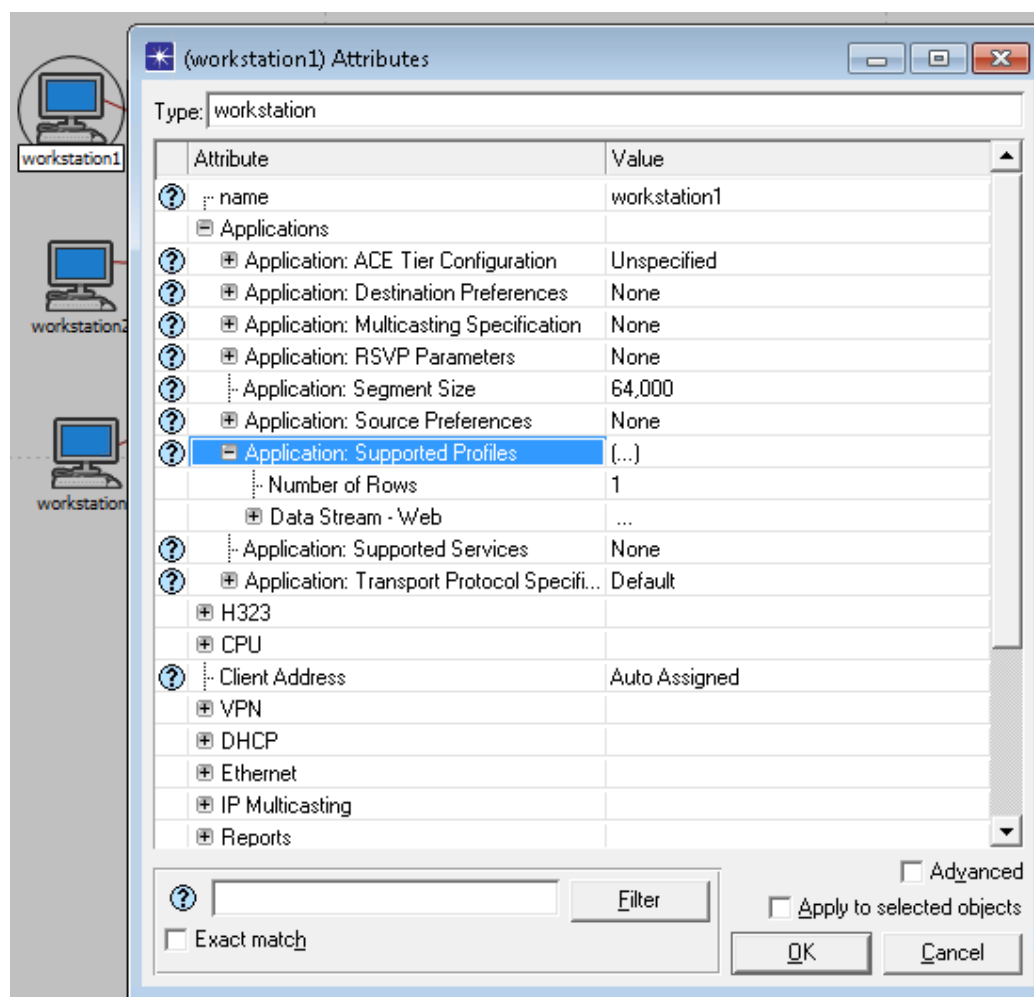 (workstation1) Attributes
Type: workstation
Attribute Value
? name workstation1
Applications
? Application: ACE Tier Configuration Unspecified
? Application: Destination Preferences None
? Application: Multicasting Specification None
? Application: RSVP Parameters None
? Application: Segment Size 64,000
? Application: Source Preferences None
? Application: Supported Profiles (...)
Number of Rows 1
Data Stream - Web ...
? Application: Supported Services None
? Application: Transport Protocol Specifi... Default
H323
CPU
? Client Address Auto Assigned
VPN
DHCP
Ethernet
IP Multicasting
Reports
Advanced
? Filter
Apply to selected objects
Exact match
OK Cancel
workstation1
workstation2
workstation